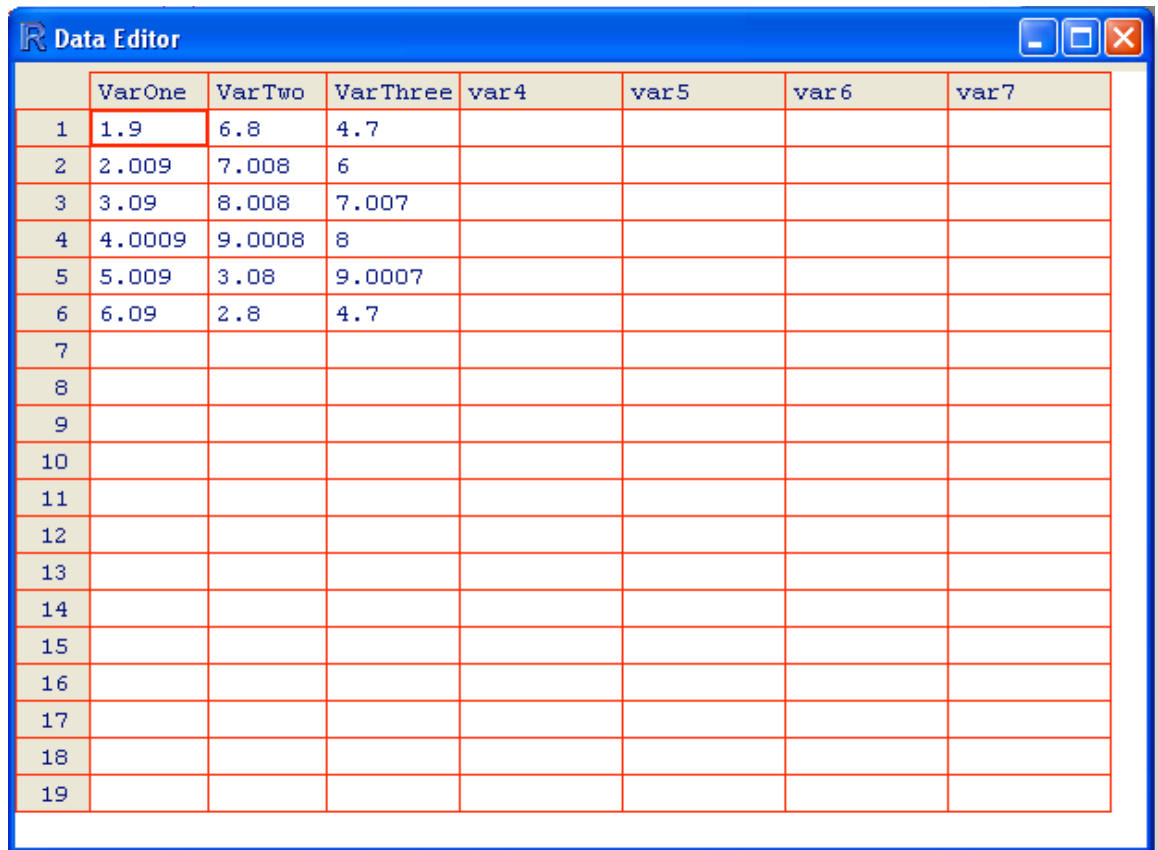 R Data Editor
VarOne VarTwo VarThree var4 var5 var6 var7
1 1.9 6.8 4.7
2 2.009 7.008 6
3 3.09 8.008 7.007
4 4.0009 9.0008 8
5 5.009 3.08 9.0007
6 6.09 2.8 4.7
7
8
9
10
11
12
13
14
15
16
17
18
19